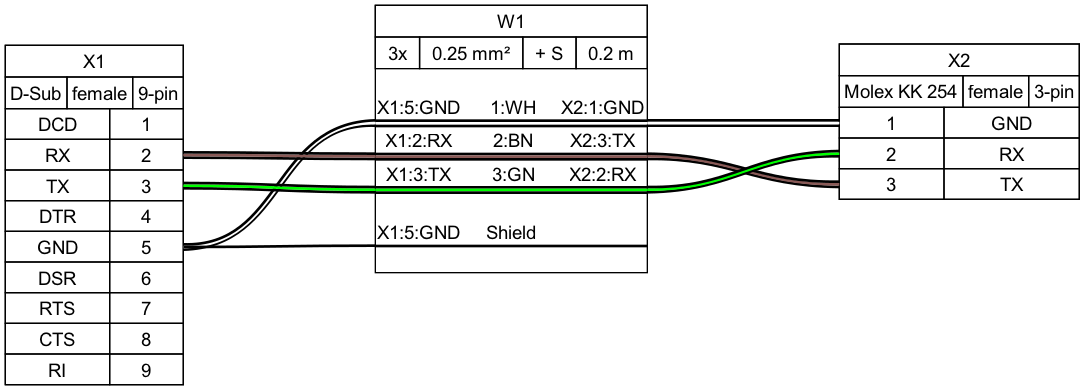 X1
D-Sub female 9-pin
DCD 1
RX 2
TX 3
DTR 4
GND 5
DSR 6
RTS 7
CTS 8
RI 9
W1
3x 0.25 mm² + S 0.2 m
X1:5:GND 1:WH X2:1:GND
X1:2:RX 2:BN X2:3:TX
X1:3:TX 3:GN X2:2:RX
X1:5:GND Shield
X2
Molex KK 254 female 3-pin
1 GND
2 RX
3 TX